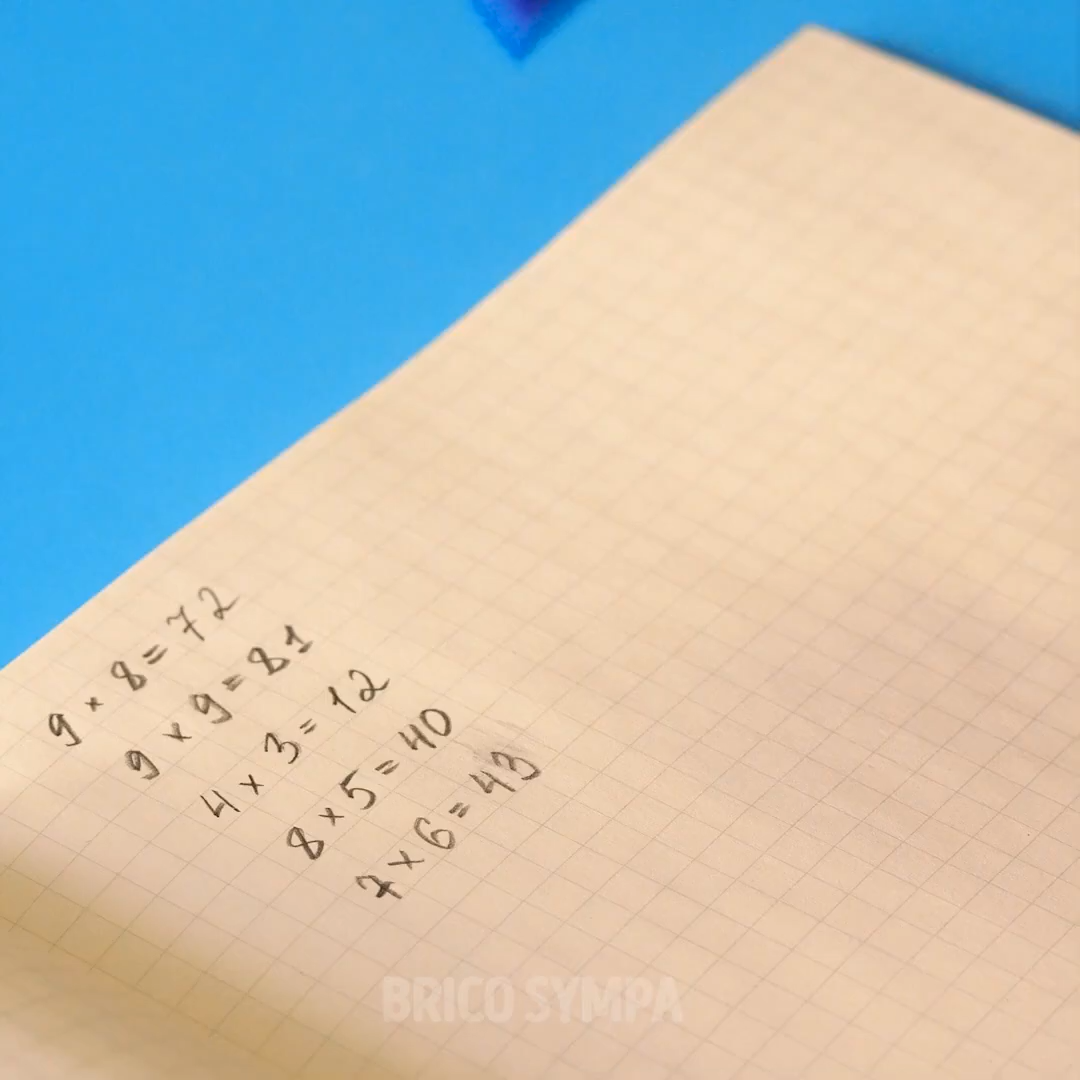 9 × 8 = 72
9 × 9 = 81
4 × 3 = 12
8 × 5 = 40
7 × 6 = 43
BRICO SYMPA